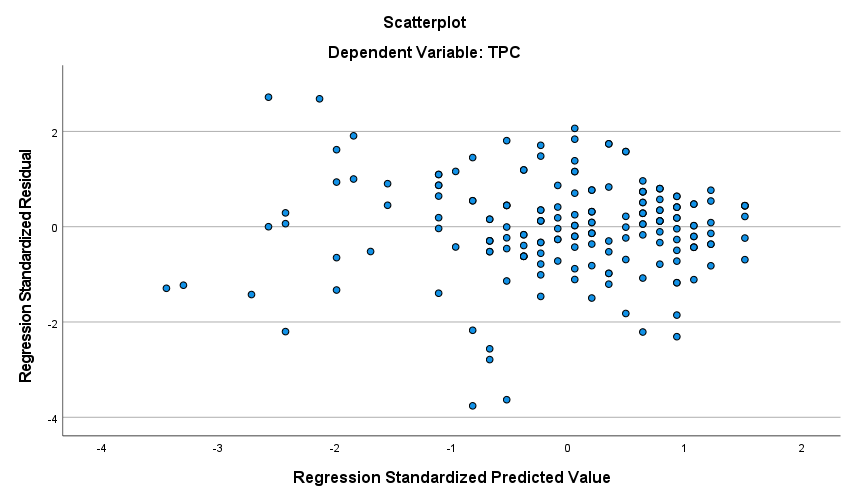 Scatterplot
Dependent Variable: TPC
Regression Standardized Residual
2
0
-2
-4
-4 -3 -2 -1 0 1 2
Regression Standardized Predicted Value